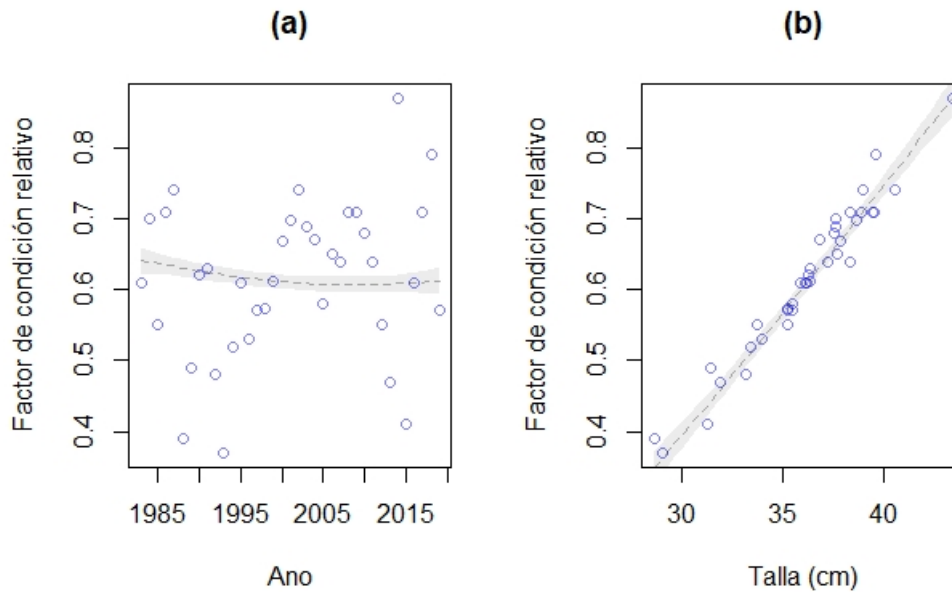 (a)
Factor de condición relativo
0.8
0.7
0.6
0.5
0.4
1985 1995 2005 2015
Ano
(b)
Factor de condición relativo
0.8
0.7
0.6
0.5
0.4
30 35 40
Talla (cm)